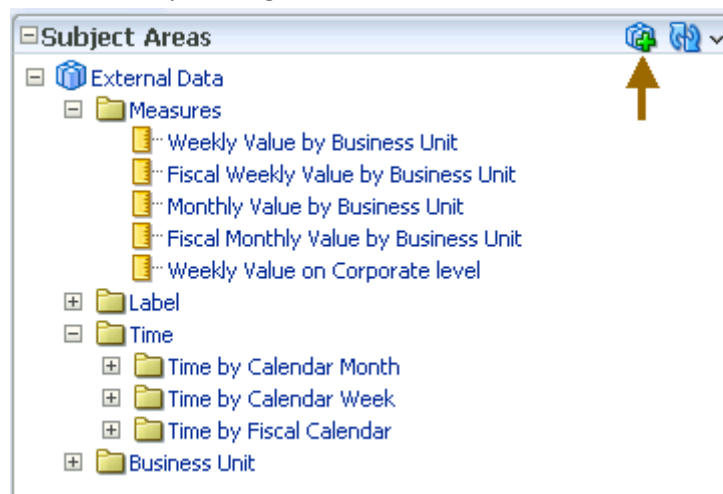 Subject Areas
External Data
Measures
Weekly Value by Business Unit
Fiscal Weekly Value by Business Unit
Monthly Value by Business Unit
Fiscal Monthly Value by Business Unit
Weekly Value on Corporate level
Label
Time
Time by Calendar Month
Time by Calendar Week
Time by Fiscal Calendar
Business Unit